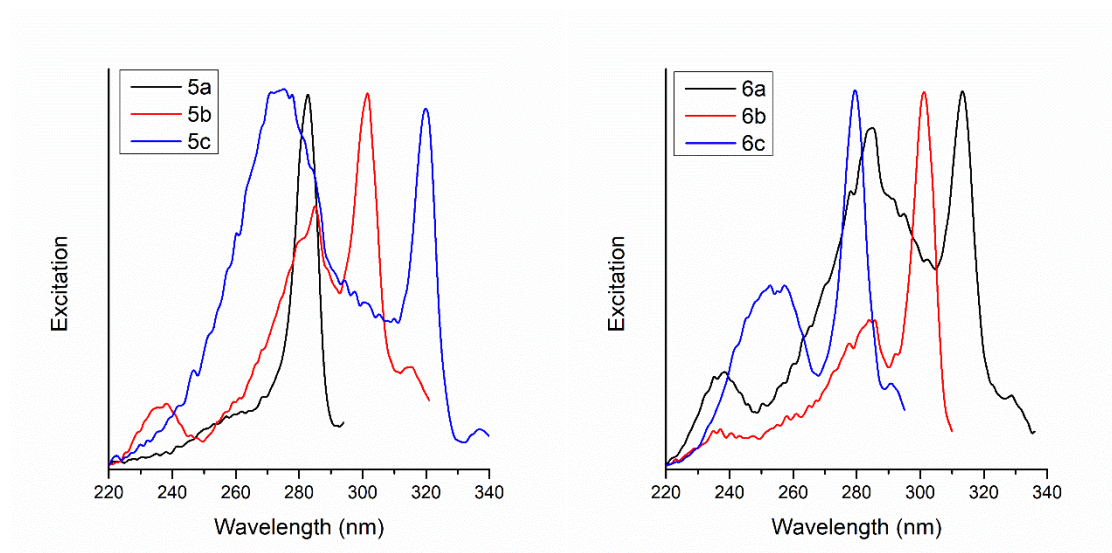 5a
5b
5c
Excitation
220 240 260 280 300 320 340
Wavelength (nm)
6a
6b
6c
Excitation
220 240 260 280 300 320 340
Wavelength (nm)